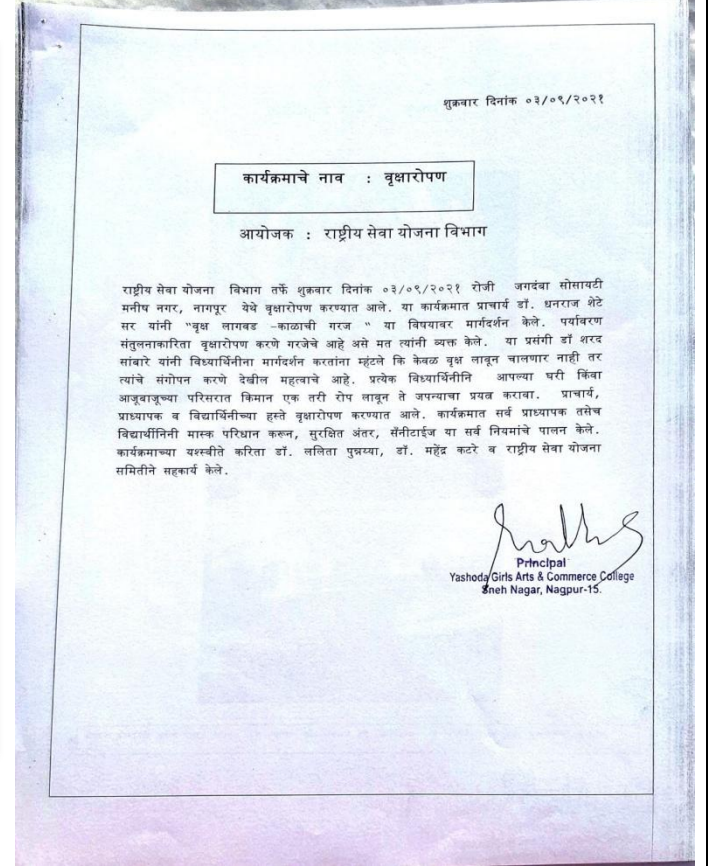 शुक्रवार दिनांक ०३/०९/२०२१
कार्यक्रमाचे नाव : वृक्षारोपण
आयोजक : राष्ट्रीय सेवा योजना विभाग
राष्ट्रीय सेवा योजना विभाग तर्फे शुक्रवार दिनांक ०३/०९/२०२१ रोजी जगदंबा सोसायटी
मनीष नगर, नागपूर येथे वृक्षारोपण करण्यात आले. या कार्यक्रमात प्राचार्य डॉ. धनराज शेटे
सर यांनी "वृक्ष लागवड -काळाची गरज " या विषयावर मार्गदर्शन केले. पर्यावरण
संतुलनाकारिता वृक्षारोपण करणे गरजेचे आहे असे मत त्यांनी व्यक्त केले. या प्रसंगी डॉ शरद
सांबारे यांनी विध्यार्थिनीना मार्गदर्शन करतांना म्हंटले कि केवळ वृक्ष लावून चालणार नाही तर
त्यांचे संगोपन करणे देखील महत्वाचे आहे. प्रत्येक विध्यार्थिनीनि आपल्या घरी किंवा
आजूबाजूच्या परिसरात किमान एक तरी रोप लावून ते जपन्याचा प्रयत्न करावा. प्राचार्य,
प्राध्यापक व विद्यार्थिनीच्या हस्ते वृक्षारोपण करण्यात आले. कार्यक्रमात सर्व प्राध्यापक तसेच
विद्यार्थीनिनी मास्क परिधान करून, सुरक्षित अंतर, सॅनीटाईज या सर्व नियमांचे पालन केले.
कार्यक्रमाच्या यश्स्वीते करिता डॉ. ललिता पुन्नय्या, डॉ. महेंद्र कटरे व राष्ट्रीय सेवा योजना
समितीने सहकार्य केले.
Principal
Yashoda Girls Arts & Commerce College
Sneh Nagar, Nagpur-15.